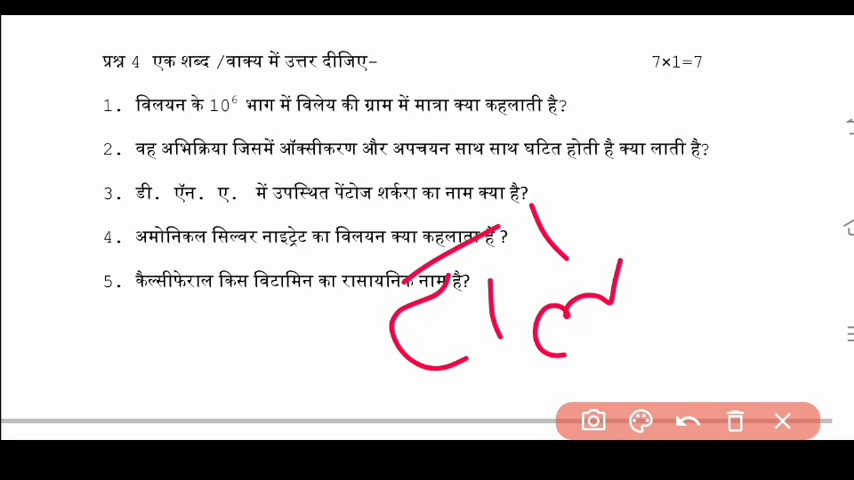 प्रश्न 4 एक शब्द /वाक्य में उत्तर दीजिए- 7×1=7
1. विलयन के 10⁶ भाग में विलेय की ग्राम में मात्रा क्या कहलाती है?
2. वह अभिक्रिया जिसमें ऑक्सीकरण और अपचयन साथ साथ घटित होती है क्या लाती है?
3. डी. ऍन. ए. में उपस्थित पेंटोज शर्करा का नाम क्या है?
4. अमोनिकल सिल्वर नाइट्रेट का विलयन क्या कहलाता है ?
5. कैल्सीफेराल किस विटामिन का रासायनिक नाम है?